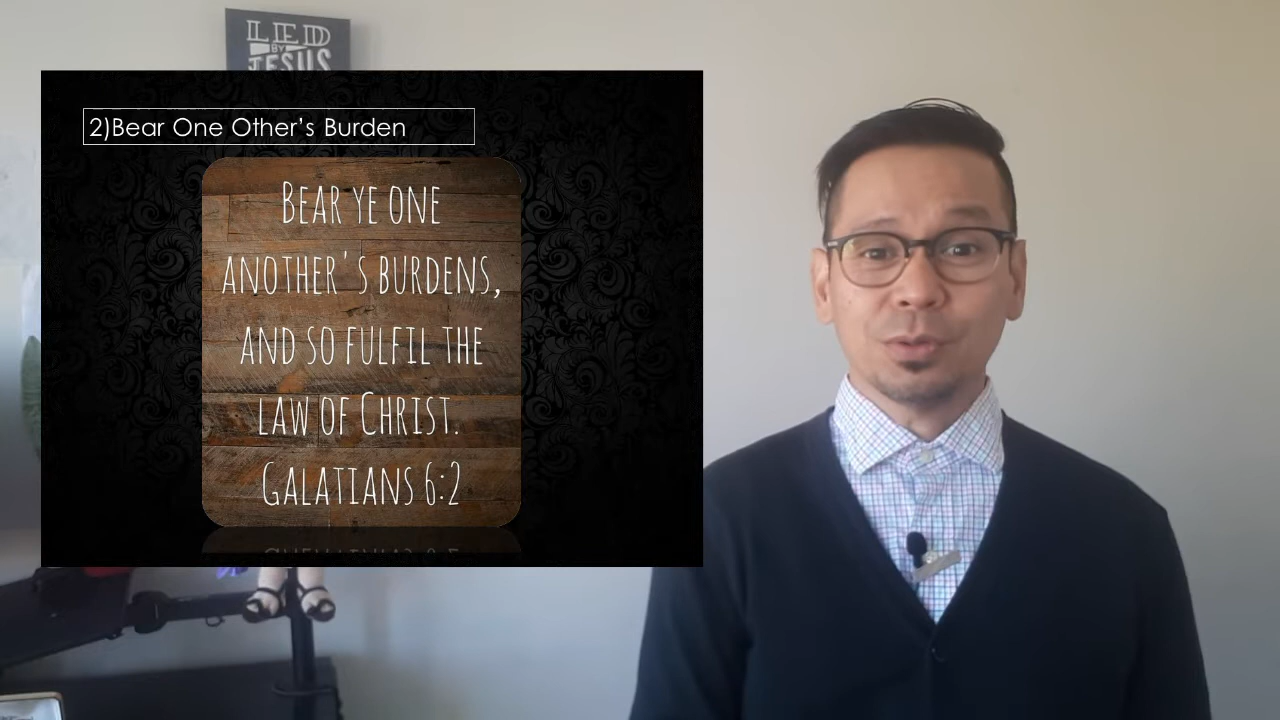 LED
BY
JESUS
2)Bear One Other’s Burden
BEAR YE ONE
ANOTHER'S BURDENS,
AND SO FULFIL THE
LAW OF CHRIST.
GALATIANS 6:2